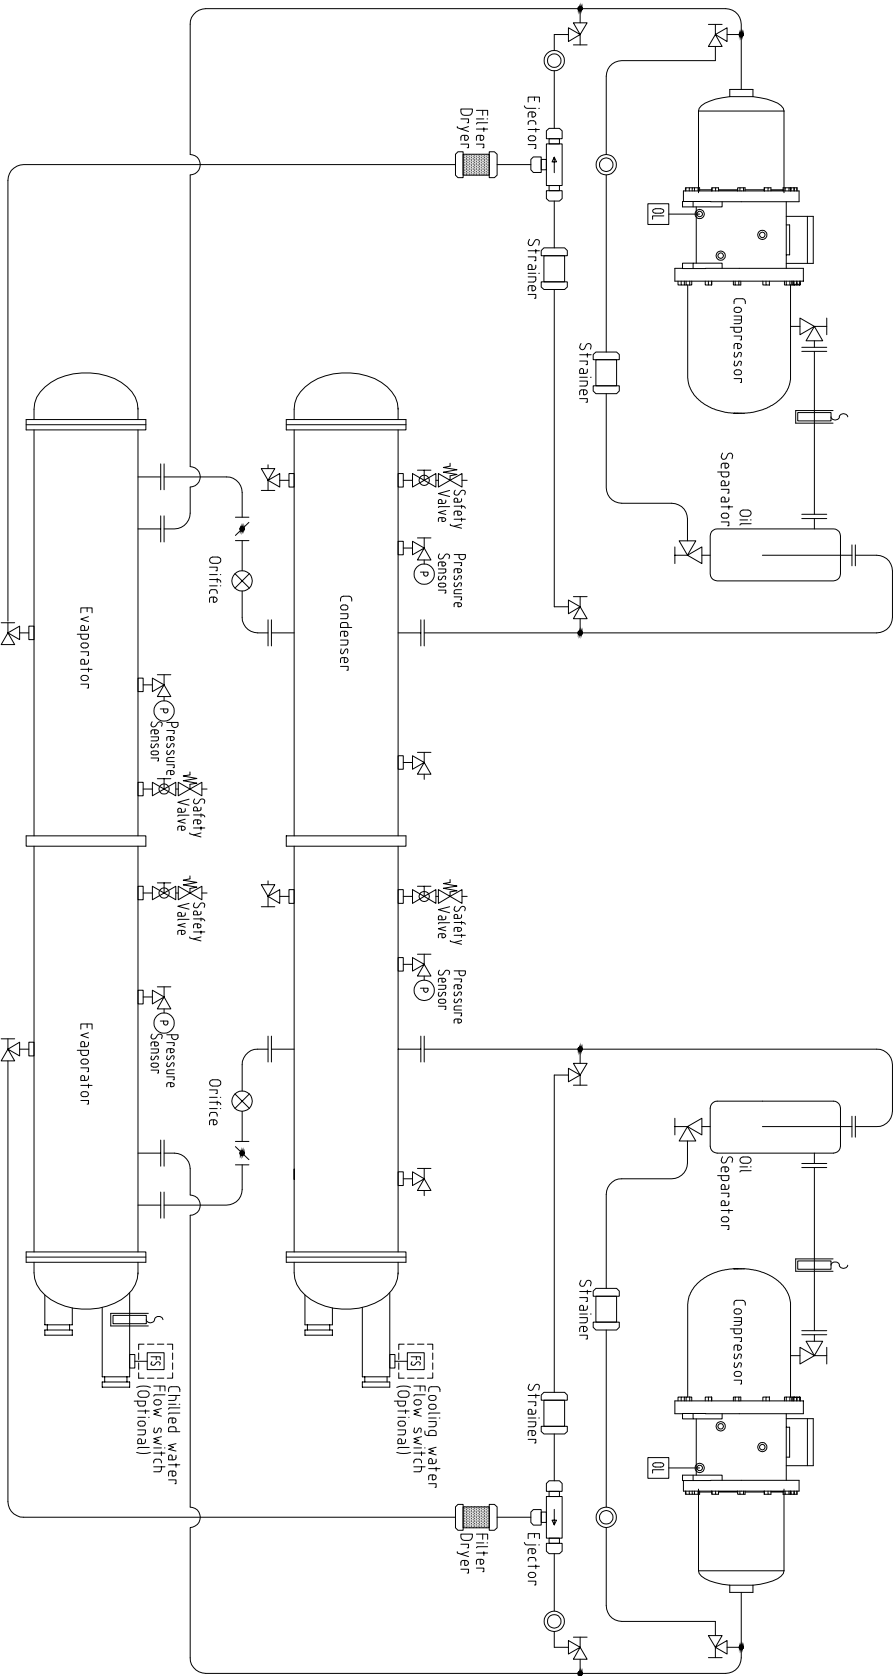 Compressor
OL
Oil
Separator
Strainer
Ejector
Strainer
Filter
Dryer
Safety
Valve
Pressure
Sensor
P
Condenser
Orifice
Evaporator
Pressure
Sensor
P
Safety
Valve
Safety
Valve
Pressure
Sensor
P
Safety
Valve
Pressure
Sensor
P
Evaporator
Orifice
Oil
Separator
Compressor
OL
Strainer
Strainer
Ejector
Filter
Dryer
FS
Cooling water
Flow switch
(Optional)
FS
Chilled water
Flow switch
(Optional)